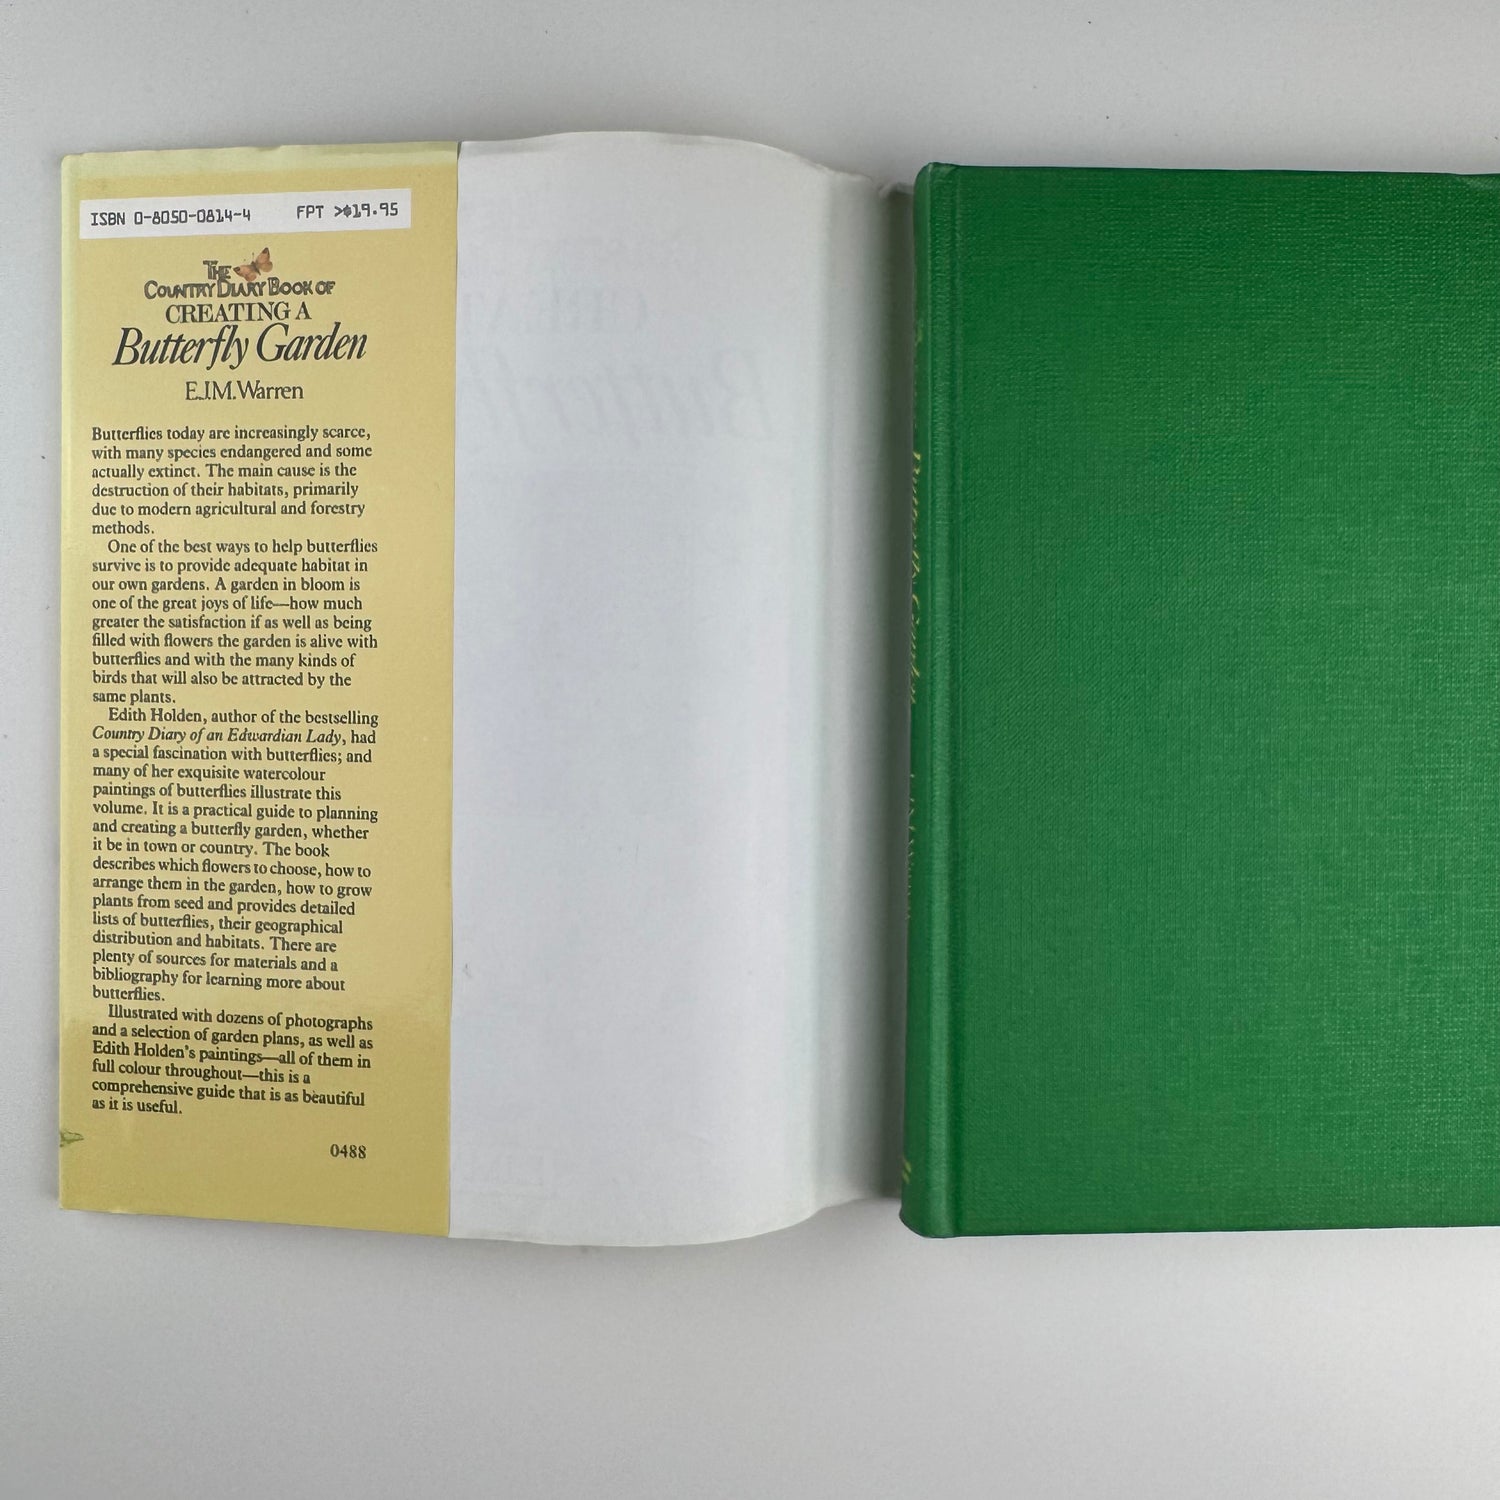 ISBN 0-8050-0814-4 FPT >$19.95
THE
COUNTRY DIARY BOOK OF
CREATING A
Butterfly Garden
E.J.M. Warren
Butterflies today are increasingly scarce,
with many species endangered and some
actually extinct. The main cause is the
destruction of their habitats, primarily
due to modern agricultural and forestry
methods.
One of the best ways to help butterflies
survive is to provide adequate habitat in
our own gardens. A garden in bloom is
one of the great joys of life—how much
greater the satisfaction if as well as being
filled with flowers the garden is alive with
butterflies and with the many kinds of
birds that will also be attracted by the
same plants.
Edith Holden, author of the bestselling
Country Diary of an Edwardian Lady, had
a special fascination with butterflies; and
many of her exquisite watercolour
paintings of butterflies illustrate this
volume. It is a practical guide to planning
and creating a butterfly garden, whether
it be in town or country. The book
describes which flowers to choose, how to
arrange them in the garden, how to grow
plants from seed and provides detailed
lists of butterflies, their geographical
distribution and habitats. There are
plenty of sources for materials and a
bibliography for learning more about
butterflies.
Illustrated with dozens of photographs
and a selection of garden plans, as well as
Edith Holden's paintings—all of them in
full colour throughout—this is a
comprehensive guide that is as beautiful
as it is useful.
0488
Butterfly Garden